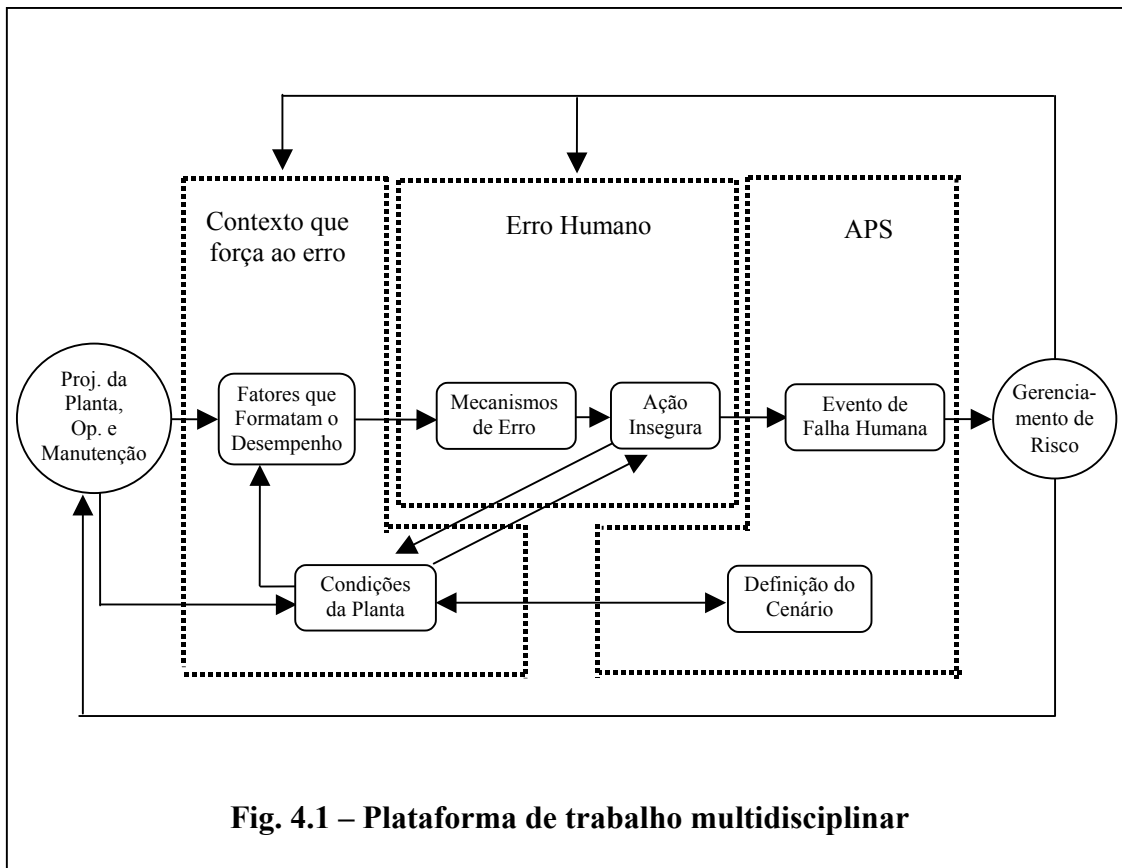 Contexto que
força ao erro
Erro Humano
APS
Proj. da
Planta,
Op. e
Manutenção
Fatores que
Formatam o
Desempenho
Mecanismos
de Erro
Ação
Insegura
Evento de
Falha Humana
Gerencia-
mento de
Risco
Condições
da Planta
Definição do
Cenário
Fig. 4.1 – Plataforma de trabalho multidisciplinar